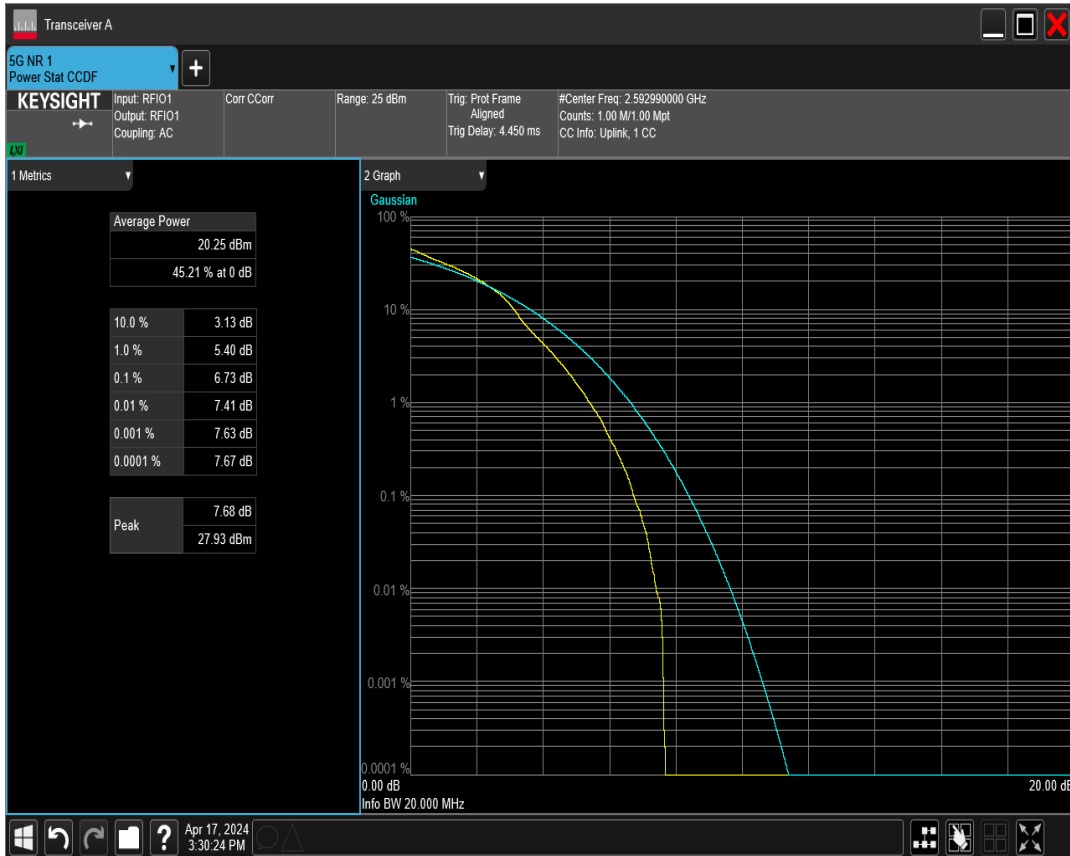 Transceiver A
5G NR 1
Power Stat CCDF
KEYSIGHT
LXI
Input: RFIO1
Output: RFIO1
Coupling: AC
Corr CCorr
Range: 25 dBm
Trig: Prot Frame
Aligned
Trig Delay: 4.450 ms
#Center Freq: 2.592990000 GHz
Counts: 1.00 M/1.00 Mpt
CC Info: Uplink, 1 CC
1 Metrics
Average Power
20.25 dBm
45.21 % at 0 dB
10.0 % 3.13 dB
1.0 % 5.40 dB
0.1 % 6.73 dB
0.01 % 7.41 dB
0.001 % 7.63 dB
0.0001 % 7.67 dB
Peak
7.68 dB
27.93 dBm
2 Graph
Gaussian
100 %
10 %
1 %
0.1 %
0.01 %
0.001 %
0.0001 %
0.00 dB
20.00 dB
Info BW 20.000 MHz
?
Apr 17, 2024
3:30:24 PM